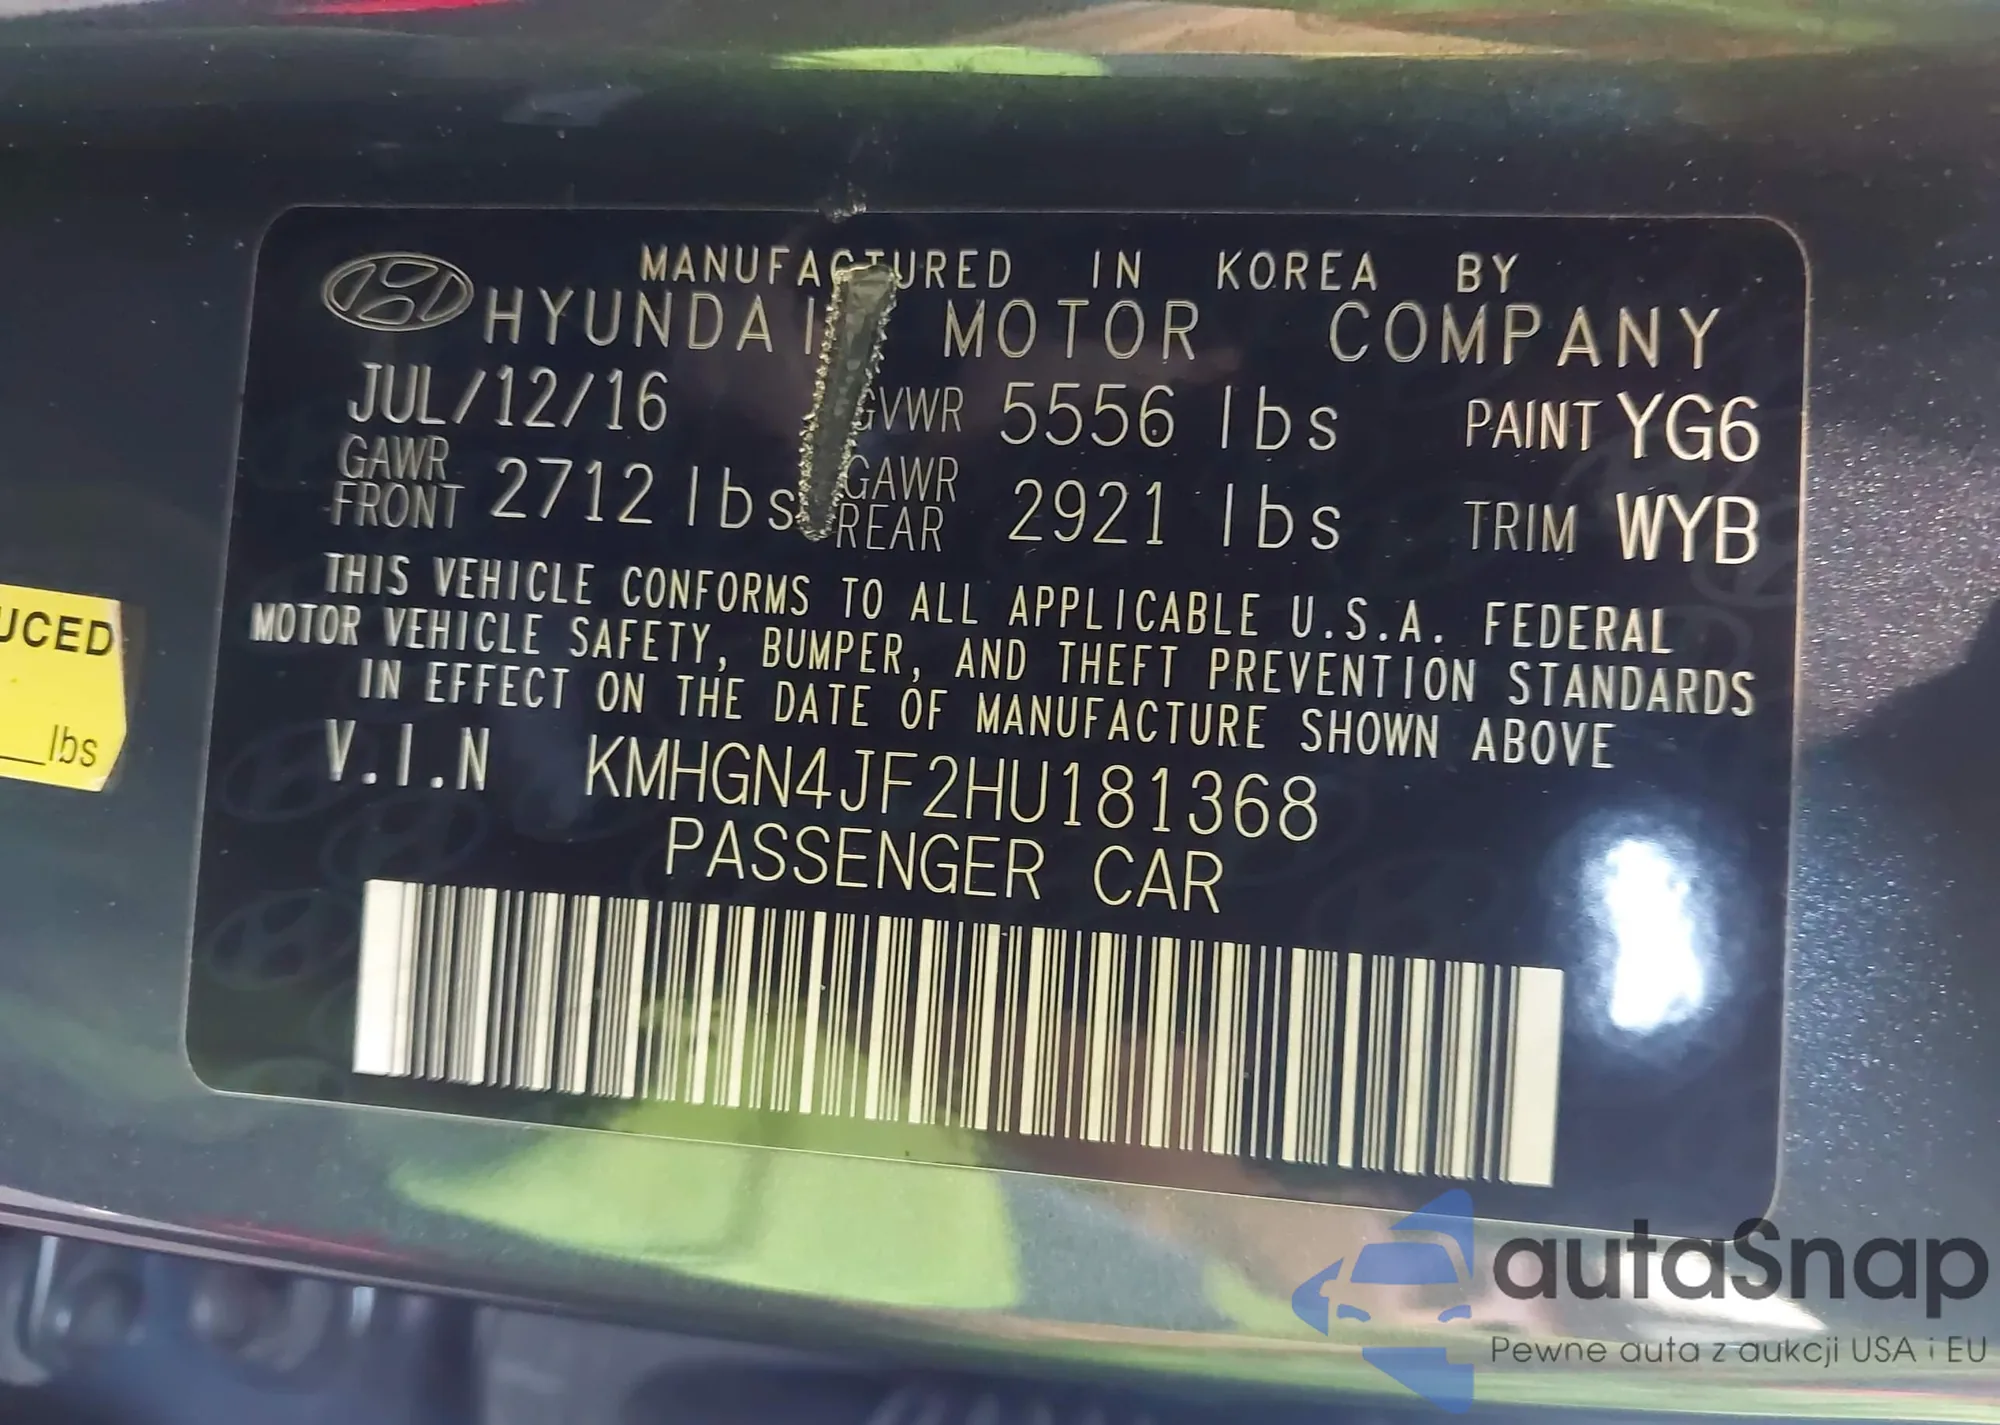 MANUFACTURED IN KOREA BY
HYUNDAI MOTOR COMPANY
JUL/12/16 GVWR 5556 lbs PAINT YG6
GAWR FRONT 2712 lbs GAWR REAR 2921 lbs TRIM WYB
THIS VEHICLE CONFORMS TO ALL APPLICABLE U.S.A. FEDERAL
MOTOR VEHICLE SAFETY, BUMPER, AND THEFT PREVENTION STANDARDS
IN EFFECT ON THE DATE OF MANUFACTURE SHOWN ABOVE
V.I.N KMHGN4JF2HU181368
PASSENGER CAR
UCED
lbs
autaSnap
Pewne auta z aukcji USA i EU